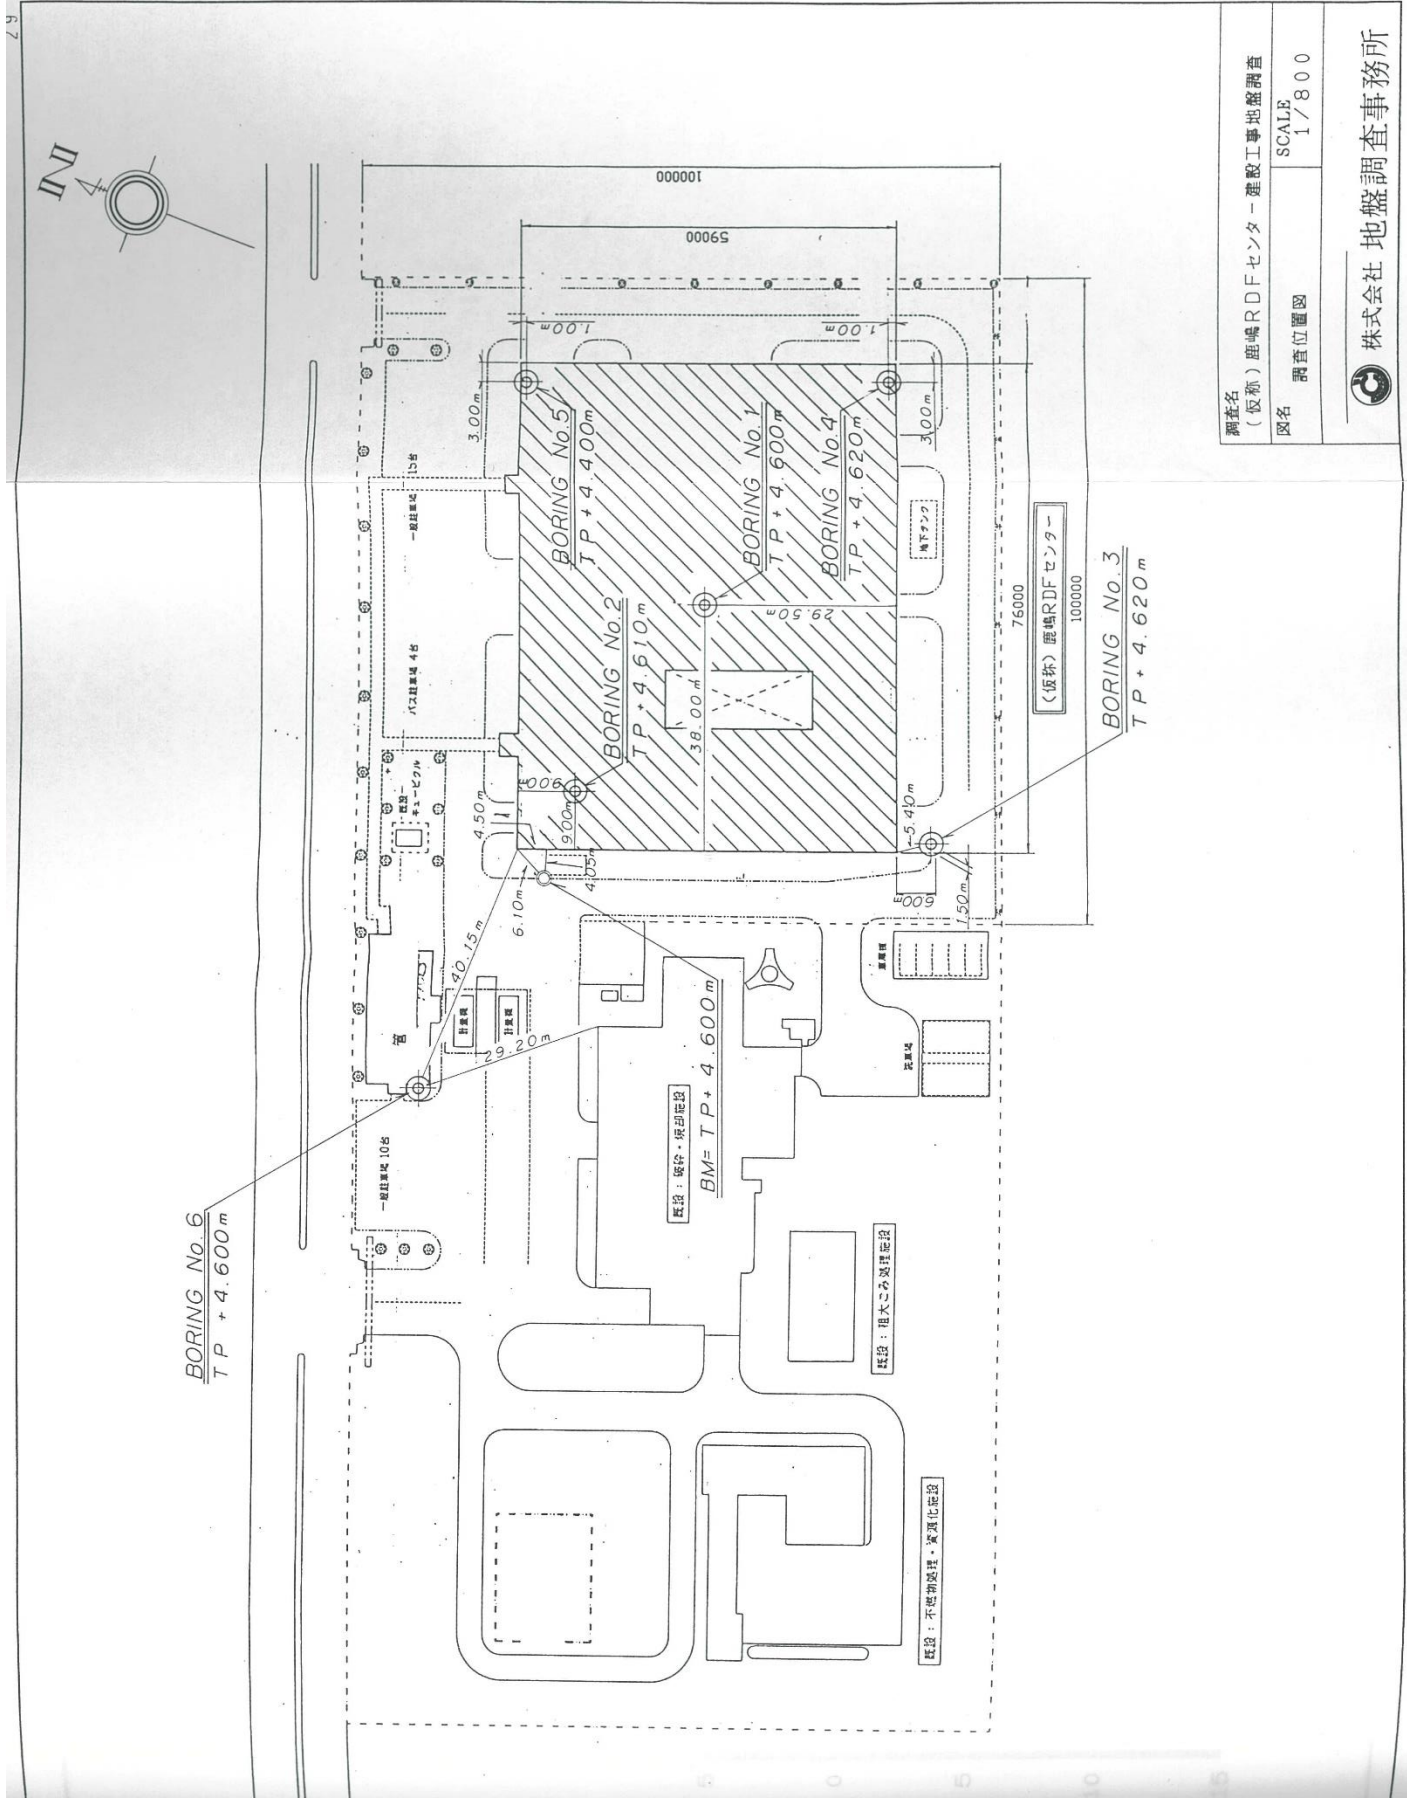 調査名
(仮称)鹿嶋RDFセンター建設工事地盤調査
図名
調査位置図
SCALE
1/800
株式会社 地盤調査事務所
N
100000
59000
1.00m
1.00m
3.00m
3.00m
BORING No.5
TP +4.400m
BORING No.1
TP +4.600m
BORING No.4
TP +4.620m
BORING No.2
TP +4.610m
BORING No.3
TP +4.620m
BORING No.6
TP +4.600m
BM= TP+ 4.600m
一般駐車場 15台
バス駐車場 4台
既設
キュービクル
地下タンク
29.50m
38.00m
9.00m
9.00m
4.50m
4.05m
6.10m
40.15m
29.20m
5.40m
6.00m
1.50m
76000
(仮称)鹿嶋RDFセンター
100000
管
計量機
計量機
車庫棟
洗車場
一般駐車場 10台
既設:破砕・焼却施設
既設:粗大ごみ処理施設
既設:不燃物処理・資源化施設